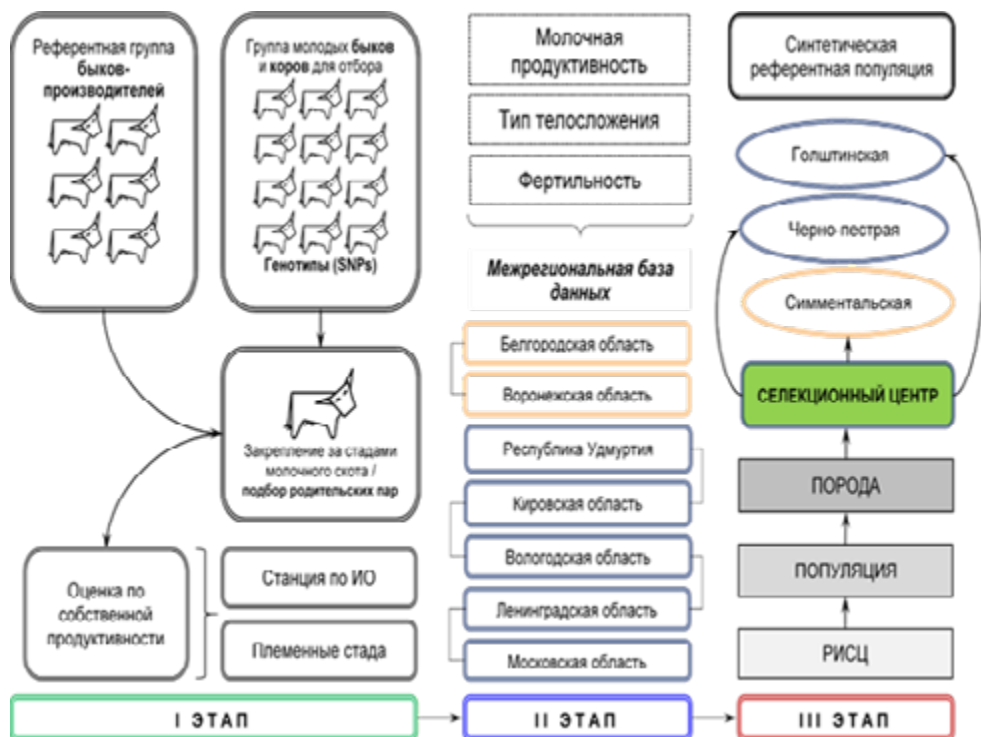 Референтная группа
быков-
производителей
Группа молодых быков
и коров для отбора
Генотипы (SNPs)
Закрепление за стадами
молочного скота /
подбор родительских пар
Оценка по
собственной
продуктивности
Станция по ИО
Племенные стада
I ЭТАП
Молочная
продуктивность
Тип телосложения
Фертильность
Межрегиональная база
данных
Белгородская область
Воронежская область
Республика Удмуртия
Кировская область
Вологодская область
Ленинградская область
Московская область
II ЭТАП
Синтетическая
референтная популяция
Голштинская
Черно-пестрая
Симментальская
СЕЛЕКЦИОННЫЙ ЦЕНТР
ПОРОДА
ПОПУЛЯЦИЯ
РИСЦ
III ЭТАП